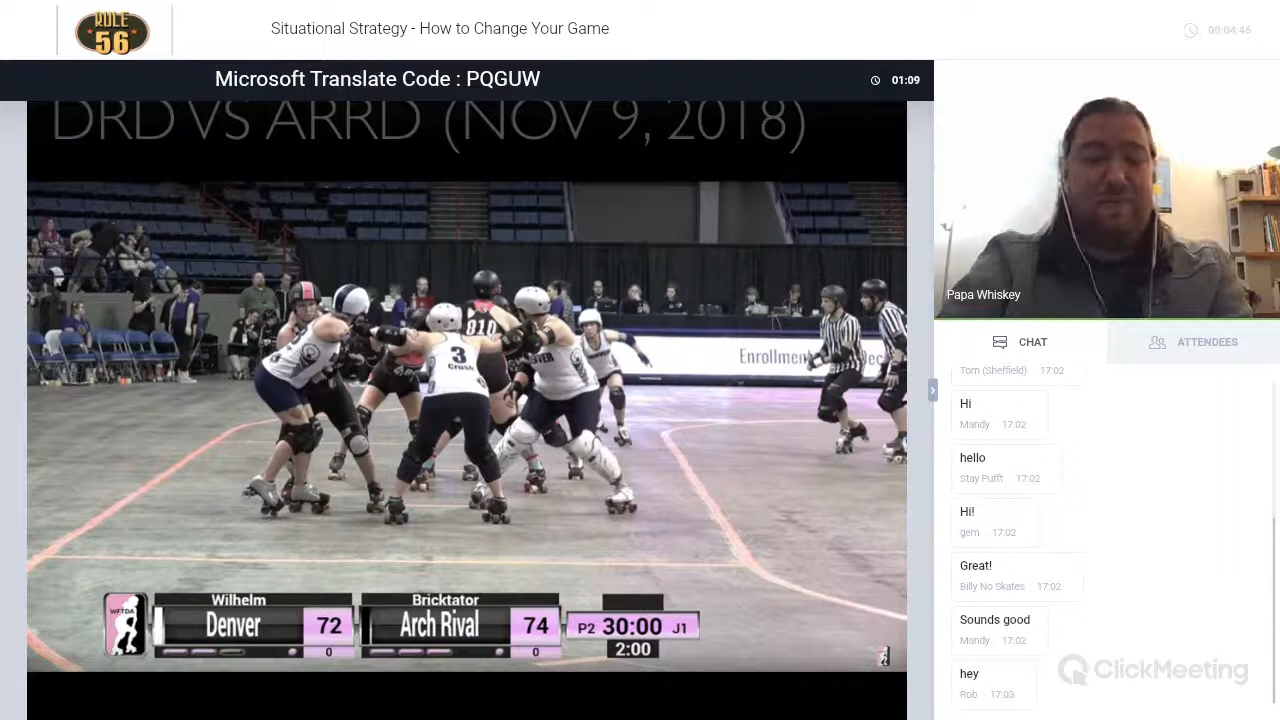 RULE
56
Situational Strategy - How to Change Your Game
00:04:46
Microsoft Translate Code : PQGUW
01:09
DRD VS ARRD (NOV 9, 2018)
910
3
Crush
Enrollment
Papa Whiskey
CHAT
ATTENDEES
Tom (Sheffield) 17:02
Hi
Mandy 17:02
hello
Stay Pufft 17:02
Hi!
gem 17:02
Great!
Billy No Skates 17:02
Sounds good
Mandy 17:02
hey
Rob 17:03
ClickMeeting
WFTDA
Wilhelm
Denver 72
0
Bricktator
Arch Rival 74
0
P2 30:00 J1
2:00